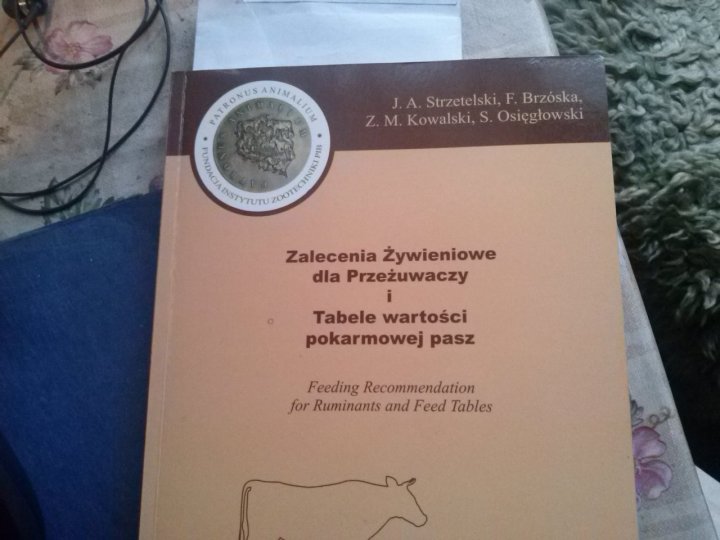 J. A. Strzetelski, F. Brzóska,
Z. M. Kowalski, S. Osięgłowski
PATRONUS ANIMALIUM
FUNDACJA INSTYTUTU ZOOTECHNIKI PIB
Zalecenia Żywieniowe
dla Przeżuwaczy
i
Tabele wartości
pokarmowej pasz
Feeding Recommendation
for Ruminants and Feed Tables